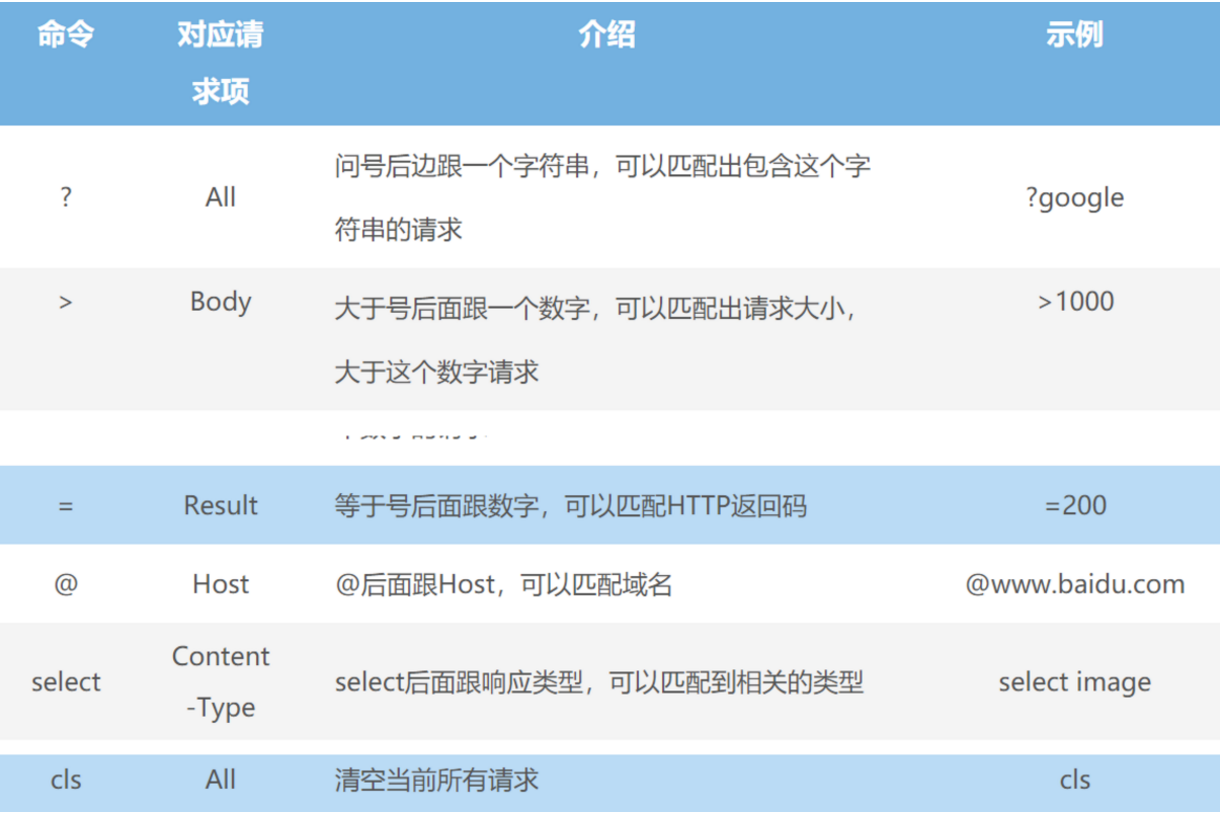 命令 对应请 介绍 示例
求项
问号后边跟一个字符串，可以匹配出包含这个字
? All ?google
符串的请求
> Body 大于号后面跟一个数字，可以匹配出请求大小， >1000
大于这个数字请求
= Result 等于号后面跟数字，可以匹配HTTP返回码 =200
@ Host @后面跟Host，可以匹配域名 @www.baidu.com
Content
select select后面跟响应类型，可以匹配到相关的类型 select image
-Type
cls All 清空当前所有请求 cls